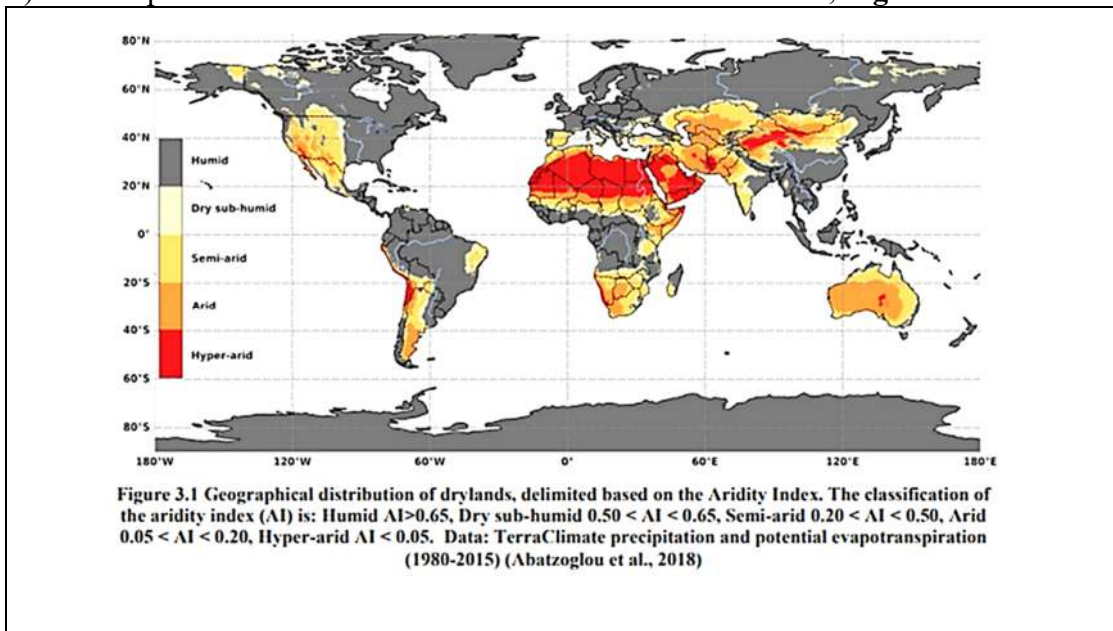 80°N
60°N
40°N
20°N
0°
20°S
40°S
60°S
80°S
Humid
Dry sub-humid
Semi-arid
Arid
Hyper-arid
180°W 120°W 60°W 0° 60°E 120°E 180°E
Figure 3.1 Geographical distribution of drylands, delimited based on the Aridity Index. The classification of
the aridity index (AI) is: Humid AI>0.65, Dry sub-humid 0.50 < AI < 0.65, Semi-arid 0.20 < AI < 0.50, Arid
0.05 < AI < 0.20, Hyper-arid AI < 0.05. Data: TerraClimate precipitation and potential evapotranspiration
(1980-2015) (Abatzoglou et al., 2018)